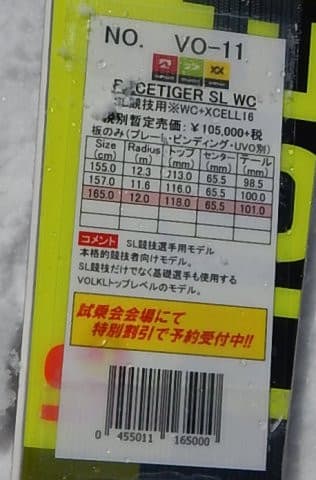 NO. VO-11
RACETIGER SL WC
SL競技用※WC+XCELL16
税別暫定売価：￥105,000+税
板のみ(プレート・ビンディング・UVO別)
Size(cm) Radius(m) トップ(mm) センター(mm) テール(mm)
155.0 12.3 113.0 65.5 98.5
157.0 11.6 116.0 65.5 100.0
165.0 12.0 118.0 65.5 101.0
コメント SL競技選手用モデル
本格的競技者向けモデル。
SL競技だけでなく基礎選手も使用する
VOLKLトップレベルのモデル。
試乗会会場にて
特別割引で予約受付中!!
0 455011 165000